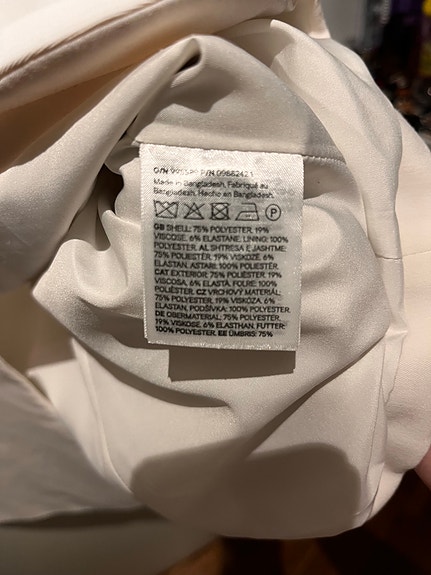 P/N 09882421
Made in Bangladesh, Fabriqué au
Bangladesh, Hecho en Bangladesh.
P
GB SHELL: 75% POLYESTER, 19%
VISCOSE, 6% ELASTANE, LINING: 100%
POLYESTER. AL SHTRESA E JASHTME:
75% POLIESTËR, 19% VISKOZË, 6%
ELASTAN, ASTARI: 100% POLIESTËR.
CAT EXTERIOR: 75% POLIÈSTER 19%
VISCOSA, 6% ELASTÀ, FOLRE: 100%
POLIÈSTER. CZ VRCHOVÝ MATERIÁL:
75% POLYESTER, 19% VISKÓZA, 6%
ELASTAN, PODŠÍVKA: 100% POLYESTER.
DE OBERMATERIAL: 75% POLYESTER,
19% VISKOSE, 6% ELASTHAN, FUTTER:
100% POLYESTER. EE ÜMBRIS: 75%